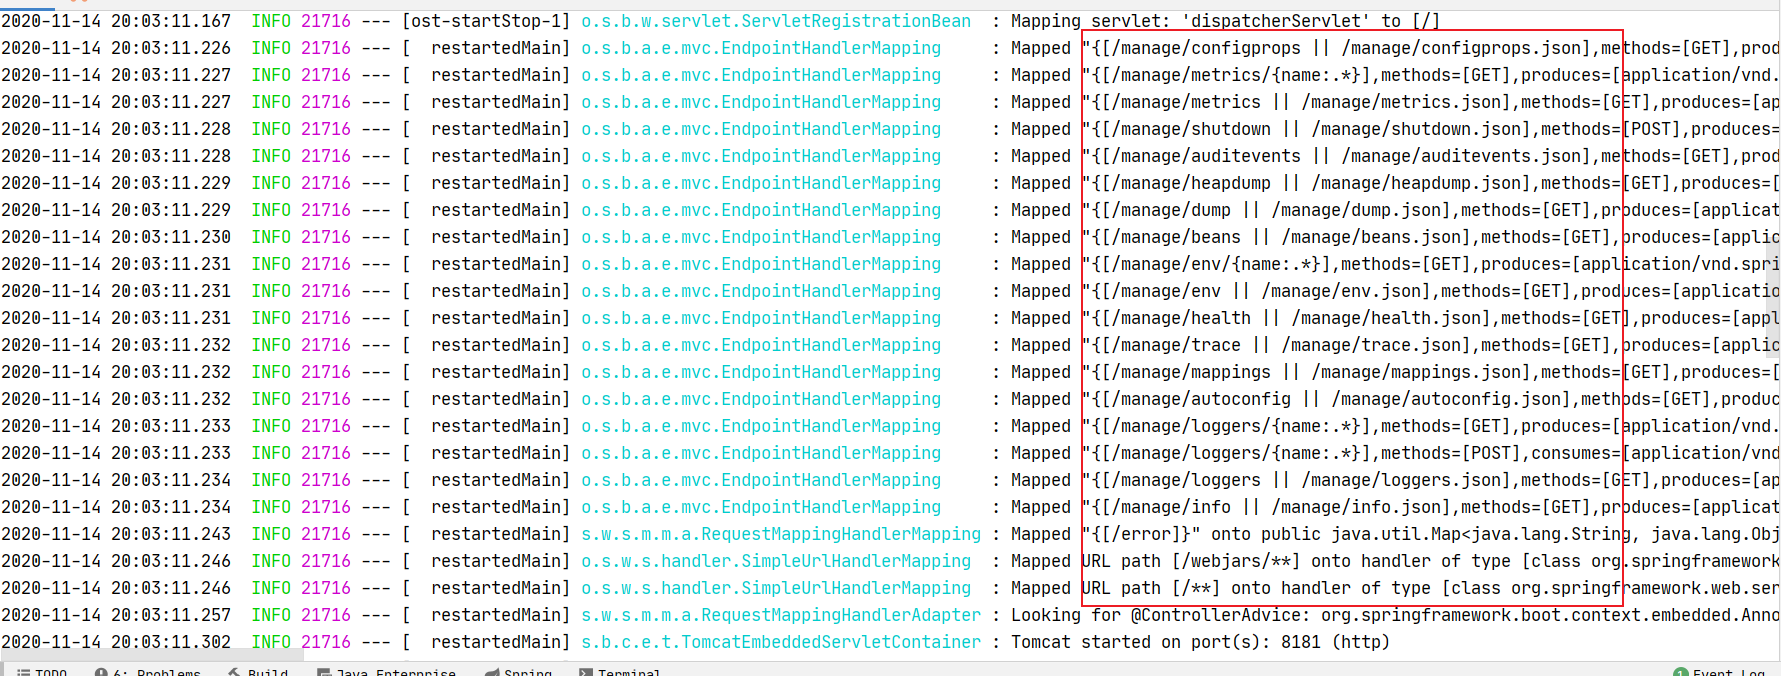 2020-11-14 20:03:11.167  INFO 21716 --- [ost-startStop-1] o.s.b.w.servlet.ServletRegistrationBean  : Mapping servlet: 'dispatcherServlet' to [/]
2020-11-14 20:03:11.226  INFO 21716 --- [  restartedMain] o.s.b.a.e.mvc.EndpointHandlerMapping     : Mapped "{[/manage/configprops || /manage/configprops.json],methods=[GET],prod
2020-11-14 20:03:11.227  INFO 21716 --- [  restartedMain] o.s.b.a.e.mvc.EndpointHandlerMapping     : Mapped "{[/manage/metrics/{name:.*}],methods=[GET],produces=[application/vnd.
2020-11-14 20:03:11.227  INFO 21716 --- [  restartedMain] o.s.b.a.e.mvc.EndpointHandlerMapping     : Mapped "{[/manage/metrics || /manage/metrics.json],methods=[GET],produces=[ap
2020-11-14 20:03:11.228  INFO 21716 --- [  restartedMain] o.s.b.a.e.mvc.EndpointHandlerMapping     : Mapped "{[/manage/shutdown || /manage/shutdown.json],methods=[POST],produces=
2020-11-14 20:03:11.228  INFO 21716 --- [  restartedMain] o.s.b.a.e.mvc.EndpointHandlerMapping     : Mapped "{[/manage/auditevents || /manage/auditevents.json],methods=[GET],prod
2020-11-14 20:03:11.229  INFO 21716 --- [  restartedMain] o.s.b.a.e.mvc.EndpointHandlerMapping     : Mapped "{[/manage/heapdump || /manage/heapdump.json],methods=[GET],produces=[
2020-11-14 20:03:11.229  INFO 21716 --- [  restartedMain] o.s.b.a.e.mvc.EndpointHandlerMapping     : Mapped "{[/manage/dump || /manage/dump.json],methods=[GET],produces=[applicat
2020-11-14 20:03:11.230  INFO 21716 --- [  restartedMain] o.s.b.a.e.mvc.EndpointHandlerMapping     : Mapped "{[/manage/beans || /manage/beans.json],methods=[GET],produces=[applic
2020-11-14 20:03:11.231  INFO 21716 --- [  restartedMain] o.s.b.a.e.mvc.EndpointHandlerMapping     : Mapped "{[/manage/env/{name:.*}],methods=[GET],produces=[application/vnd.spri
2020-11-14 20:03:11.231  INFO 21716 --- [  restartedMain] o.s.b.a.e.mvc.EndpointHandlerMapping     : Mapped "{[/manage/env || /manage/env.json],methods=[GET],produces=[applicatio
2020-11-14 20:03:11.231  INFO 21716 --- [  restartedMain] o.s.b.a.e.mvc.EndpointHandlerMapping     : Mapped "{[/manage/health || /manage/health.json],methods=[GET],produces=[appl
2020-11-14 20:03:11.232  INFO 21716 --- [  restartedMain] o.s.b.a.e.mvc.EndpointHandlerMapping     : Mapped "{[/manage/trace || /manage/trace.json],methods=[GET],produces=[applic
2020-11-14 20:03:11.232  INFO 21716 --- [  restartedMain] o.s.b.a.e.mvc.EndpointHandlerMapping     : Mapped "{[/manage/mappings || /manage/mappings.json],methods=[GET],produces=[
2020-11-14 20:03:11.232  INFO 21716 --- [  restartedMain] o.s.b.a.e.mvc.EndpointHandlerMapping     : Mapped "{[/manage/autoconfig || /manage/autoconfig.json],methods=[GET],produc
2020-11-14 20:03:11.233  INFO 21716 --- [  restartedMain] o.s.b.a.e.mvc.EndpointHandlerMapping     : Mapped "{[/manage/loggers/{name:.*}],methods=[GET],produces=[application/vnd.
2020-11-14 20:03:11.233  INFO 21716 --- [  restartedMain] o.s.b.a.e.mvc.EndpointHandlerMapping     : Mapped "{[/manage/loggers/{name:.*}],methods=[POST],consumes=[application/vnd
2020-11-14 20:03:11.234  INFO 21716 --- [  restartedMain] o.s.b.a.e.mvc.EndpointHandlerMapping     : Mapped "{[/manage/loggers || /manage/loggers.json],methods=[GET],produces=[ap
2020-11-14 20:03:11.234  INFO 21716 --- [  restartedMain] o.s.b.a.e.mvc.EndpointHandlerMapping     : Mapped "{[/manage/info || /manage/info.json],methods=[GET],produces=[applicat
2020-11-14 20:03:11.243  INFO 21716 --- [  restartedMain] s.w.s.m.m.a.RequestMappingHandlerMapping : Mapped "{[/error]}" onto public java.util.Map<java.lang.String, java.lang.Obj
2020-11-14 20:03:11.246  INFO 21716 --- [  restartedMain] o.s.w.s.handler.SimpleUrlHandlerMapping  : Mapped URL path [/webjars/**] onto handler of type [class org.springframework
2020-11-14 20:03:11.246  INFO 21716 --- [  restartedMain] o.s.w.s.handler.SimpleUrlHandlerMapping  : Mapped URL path [/**] onto handler of type [class org.springframework.web.ser
2020-11-14 20:03:11.257  INFO 21716 --- [  restartedMain] s.w.s.m.m.a.RequestMappingHandlerAdapter : Looking for @ControllerAdvice: org.springframework.boot.context.embedded.Anno
2020-11-14 20:03:11.302  INFO 21716 --- [  restartedMain] s.b.c.e.t.TomcatEmbeddedServletContainer : Tomcat started on port(s): 8181 (http)
TODO 6: Problems Build Java Enterprise Spring Terminal 1 Event Log